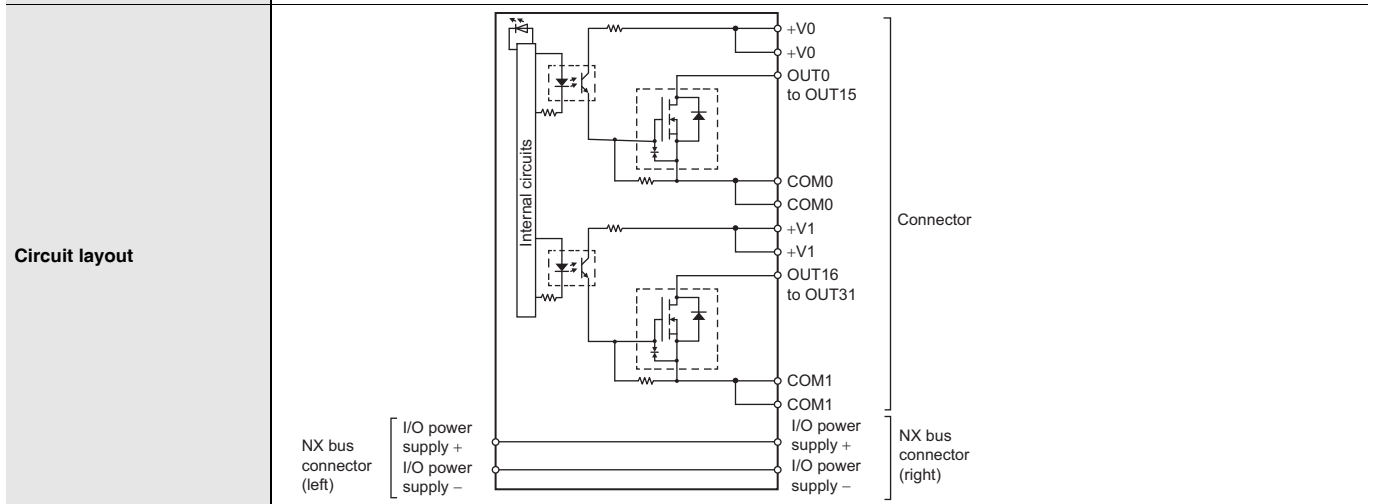 Circuit layout
Internal circuits
+V0
+V0
OUT0
to OUT15
COM0
COM0
+V1
+V1
OUT16
to OUT31
COM1
COM1
Connector
NX bus
connector
(left)
I/O power
supply +
I/O power
supply −
I/O power
supply +
I/O power
supply −
NX bus
connector
(right)